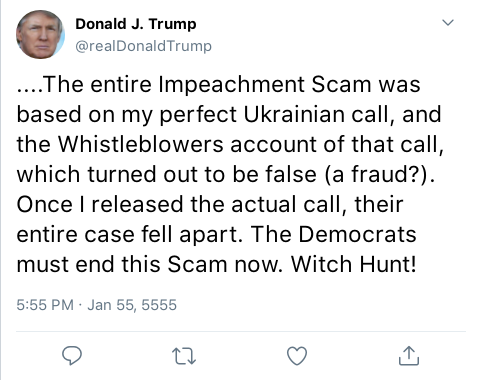 Donald J. Trump
@realDonaldTrump
....The entire Impeachment Scam was
based on my perfect Ukrainian call, and
the Whistleblowers account of that call,
which turned out to be false (a fraud?).
Once I released the actual call, their
entire case fell apart. The Democrats
must end this Scam now. Witch Hunt!
5:55 PM · Jan 55, 5555